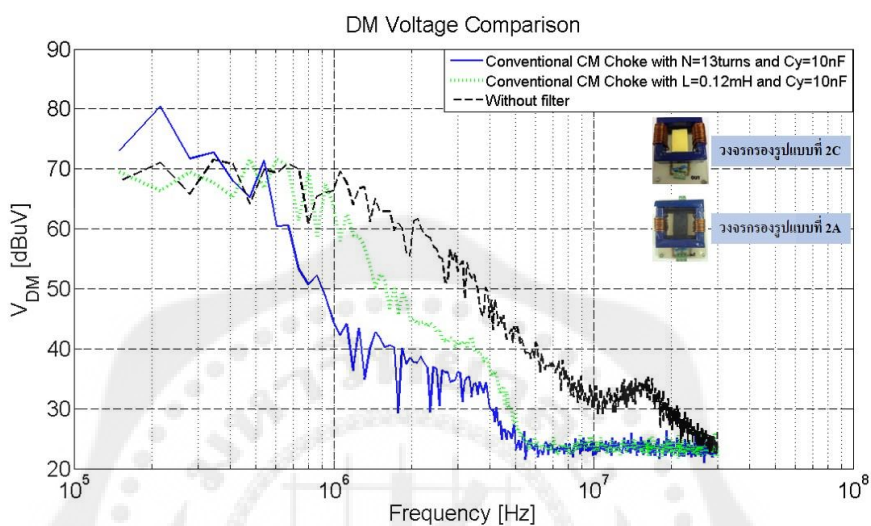 DM Voltage Comparison
90
80
70
60
50
40
30
20
V_DM [dBuV]
Conventional CM Choke with N=13turns and Cy=10nF
Conventional CM Choke with L=0.12mH and Cy=10nF
Without filter
วงจรกรองรูปแบบที่ 2C
วงจรกรองรูปแบบที่ 2A
10^5
10^6
10^7
10^8
Frequency [Hz]